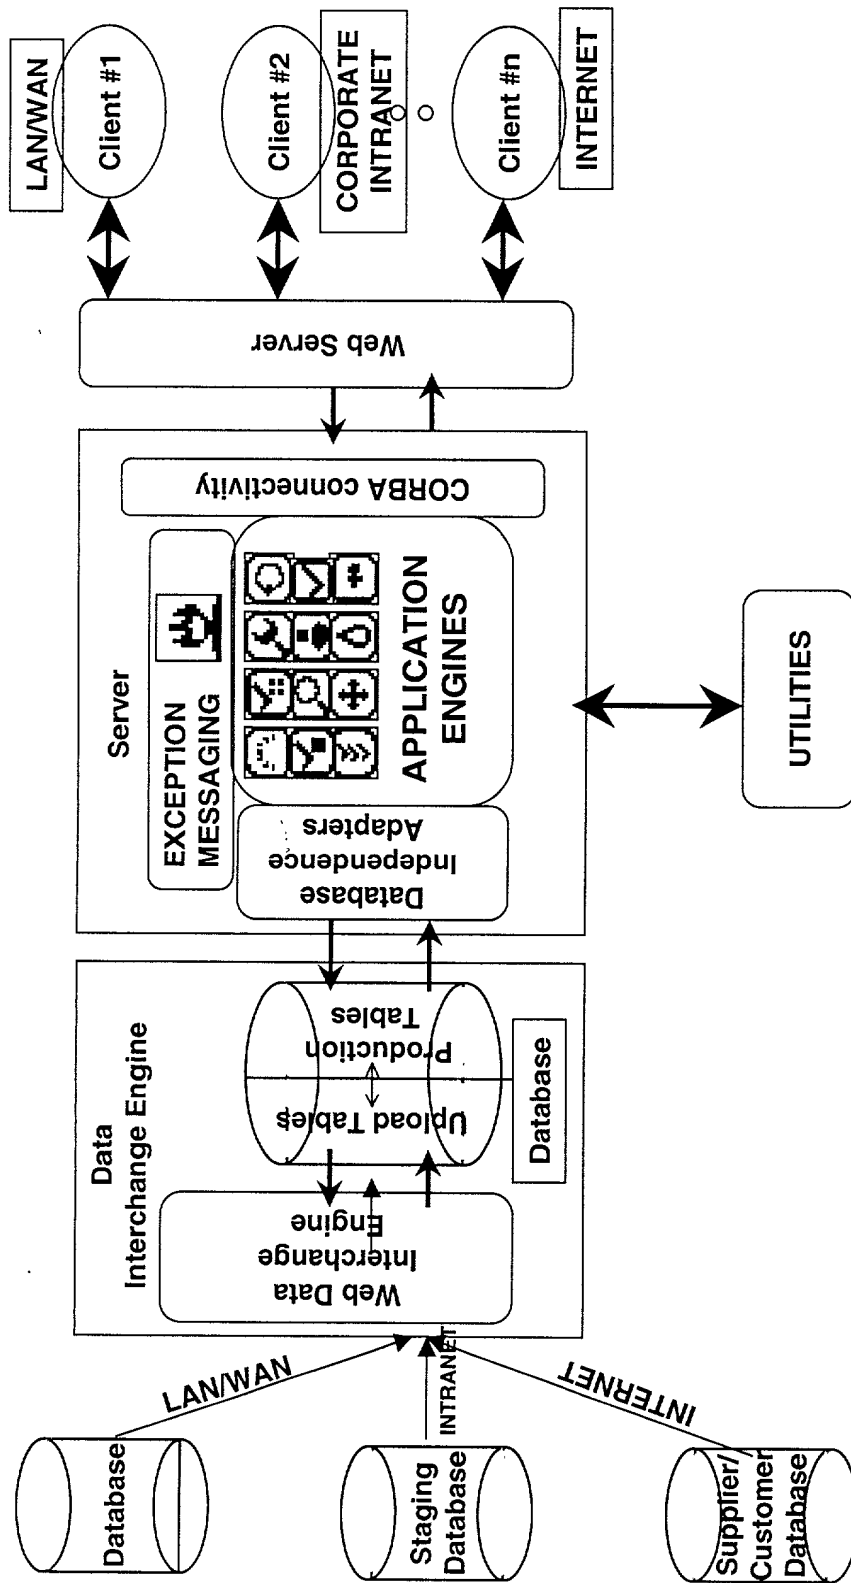 Database
LAN/WAN
Staging
Database
INTRANET
Supplier/
Customer
Database
INTERNET
Data
Interchange Engine
Web Data
Interchange
Engine
Upload Tables
Production
Tables
Database
Server
EXCEPTION
MESSAGING
Database
Independence
Adapters
APPLICATION
ENGINES
CORBA connectivity
UTILITIES
Web Server
LAN/WAN
Client #1
Client #2
CORPORATE
INTRANET
Client #n
INTERNET